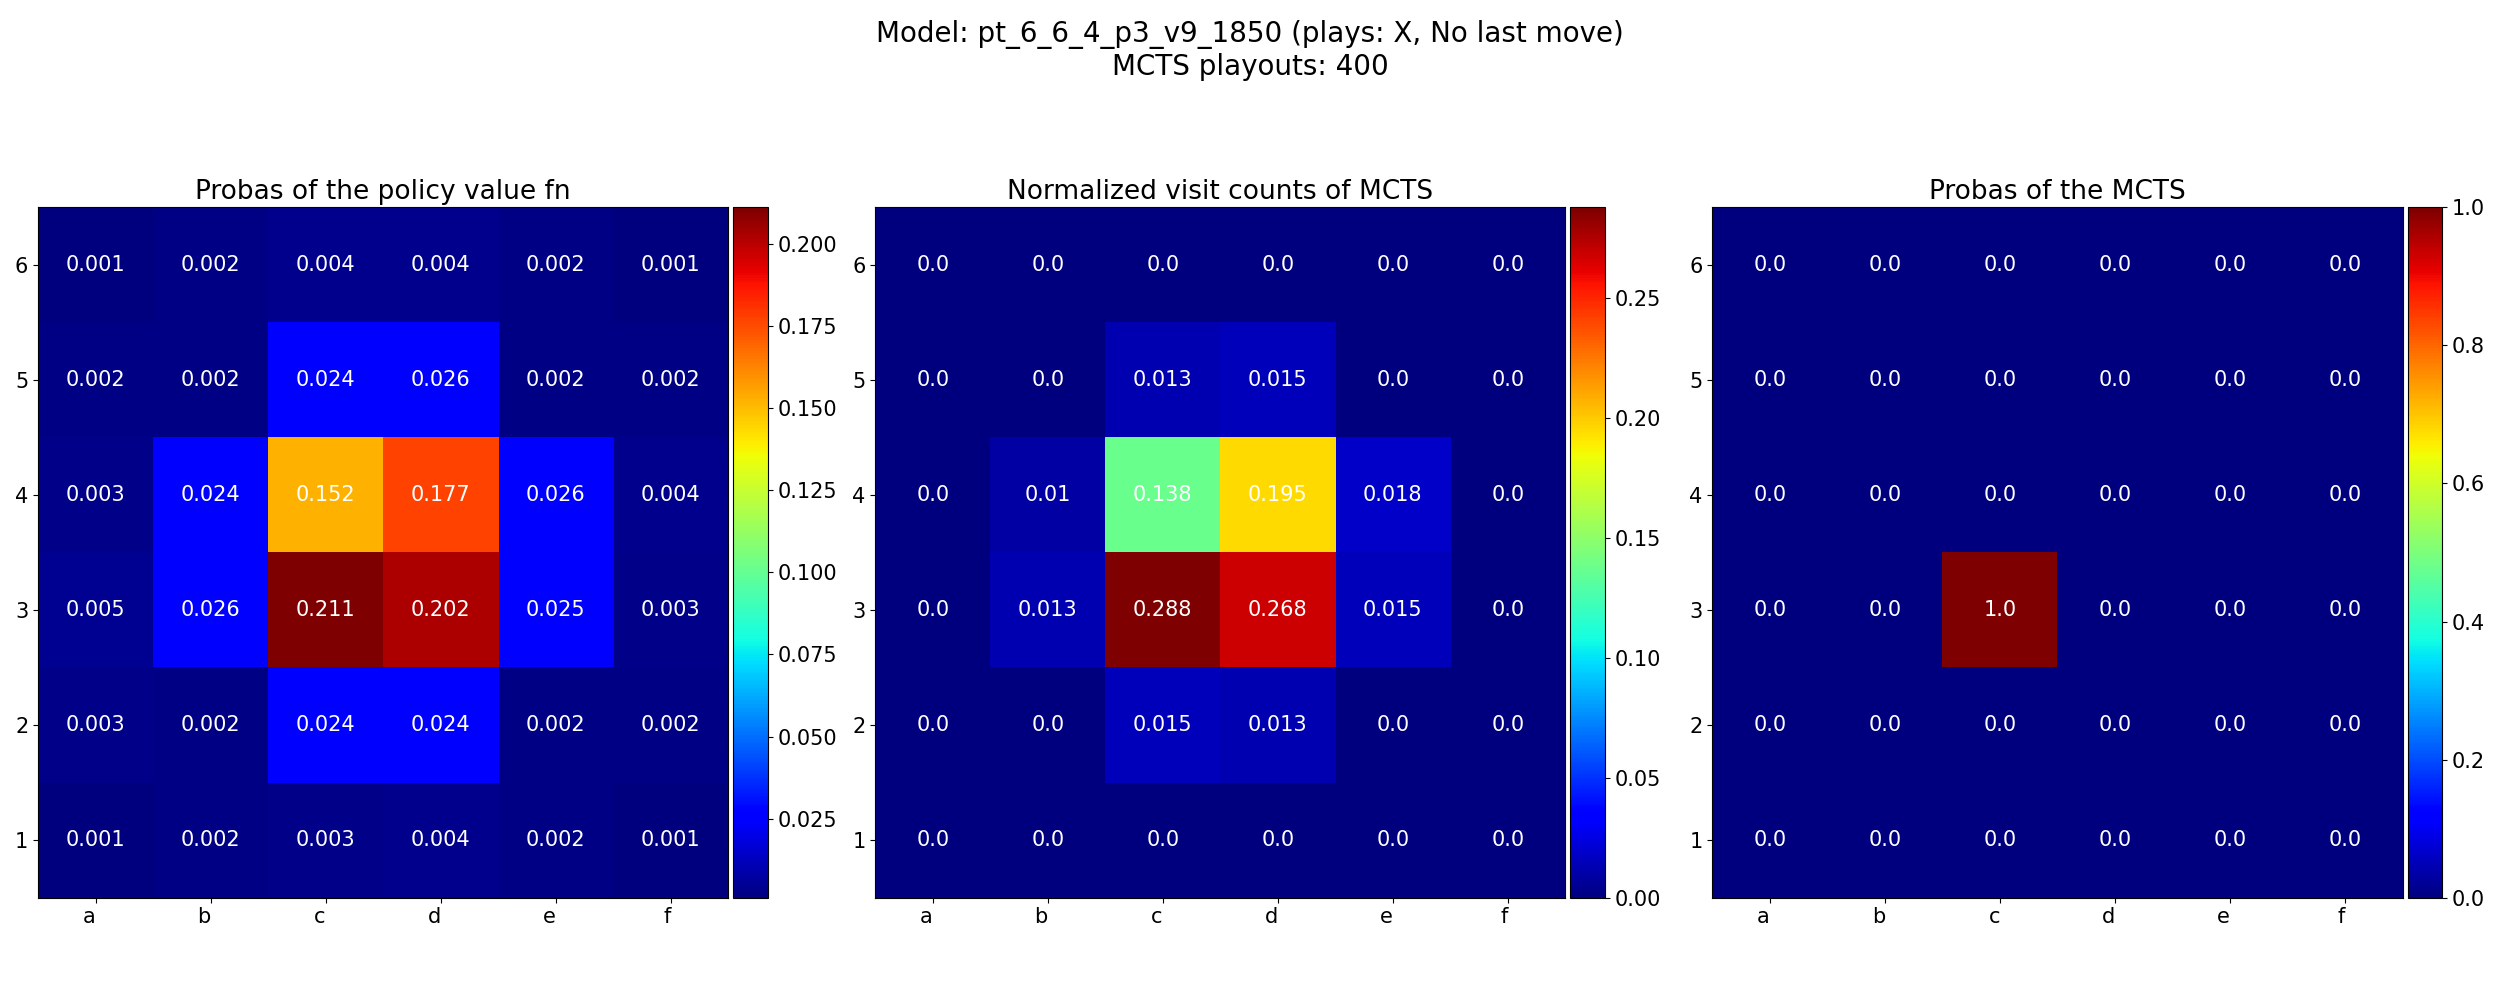 Model: pt_6_6_4_p3_v9_1850 (plays: X, No last move)
MCTS playouts: 400
Probas of the policy value fn
6 0.001 0.002 0.004 0.004 0.002 0.001
5 0.002 0.002 0.024 0.026 0.002 0.002
4 0.003 0.024 0.152 0.177 0.026 0.004
3 0.005 0.026 0.211 0.202 0.025 0.003
2 0.003 0.002 0.024 0.024 0.002 0.002
1 0.001 0.002 0.003 0.004 0.002 0.001
a b c d e f
0.200
0.175
0.150
0.125
0.100
0.075
0.050
0.025
Normalized visit counts of MCTS
6 0.0 0.0 0.0 0.0 0.0 0.0
5 0.0 0.0 0.013 0.015 0.0 0.0
4 0.0 0.01 0.138 0.195 0.018 0.0
3 0.0 0.013 0.288 0.268 0.015 0.0
2 0.0 0.0 0.015 0.013 0.0 0.0
1 0.0 0.0 0.0 0.0 0.0 0.0
a b c d e f
0.25
0.20
0.15
0.10
0.05
0.00
Probas of the MCTS
6 0.0 0.0 0.0 0.0 0.0 0.0
5 0.0 0.0 0.0 0.0 0.0 0.0
4 0.0 0.0 0.0 0.0 0.0 0.0
3 0.0 0.0 1.0 0.0 0.0 0.0
2 0.0 0.0 0.0 0.0 0.0 0.0
1 0.0 0.0 0.0 0.0 0.0 0.0
a b c d e f
1.0
0.8
0.6
0.4
0.2
0.0